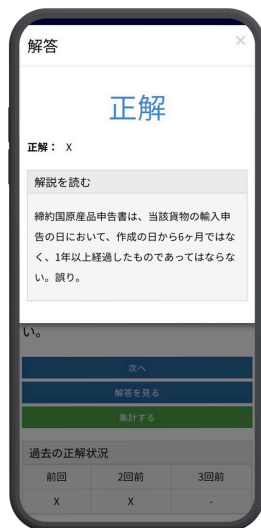 解答
×
正解
正解： X
解説を読む
締約国原産品申告書は、当該貨物の輸入申
告の日において、作成の日から6ヶ月ではな
く、1年以上経過したものであってはならな
い。誤り。
い。
次へ
解答を見る
集計する
過去の正解状況
前回 2回前 3回前
X X -